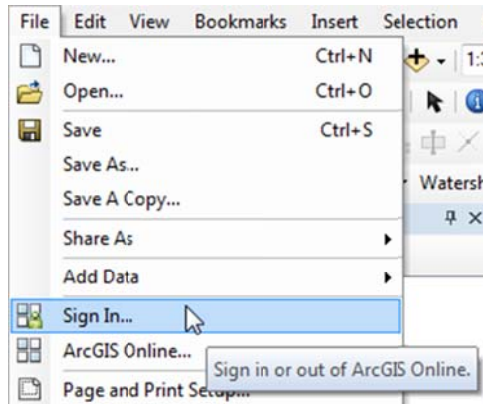 File Edit View Bookmarks Insert Selection
New... Ctrl+N
Open... Ctrl+O
Save Ctrl+S
Save As...
Save A Copy...
Share As
Add Data
Sign In...
ArcGIS Online...
Sign in or out of ArcGIS Online.
Page and Print Setup...
1:
Watersh